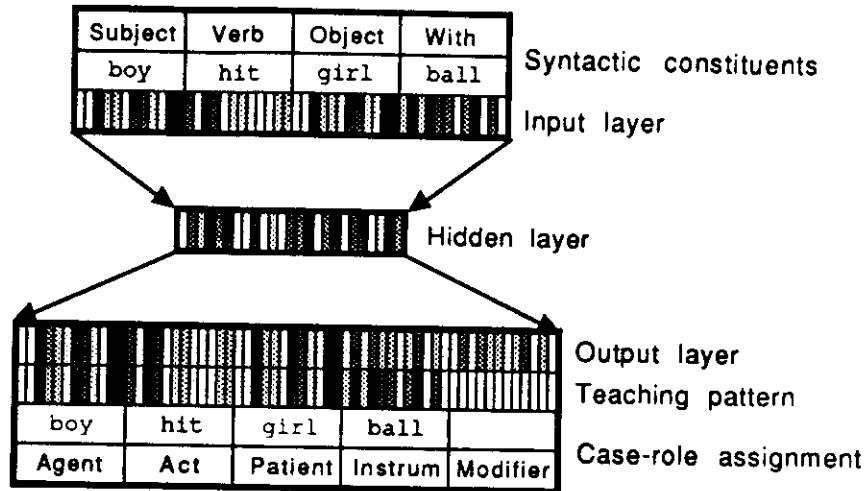 Subject Verb Object With
boy hit girl ball
Syntactic constituents
Input layer
Hidden layer
Output layer
Teaching pattern
boy hit girl ball
Agent Act Patient Instrum Modifier
Case-role assignment